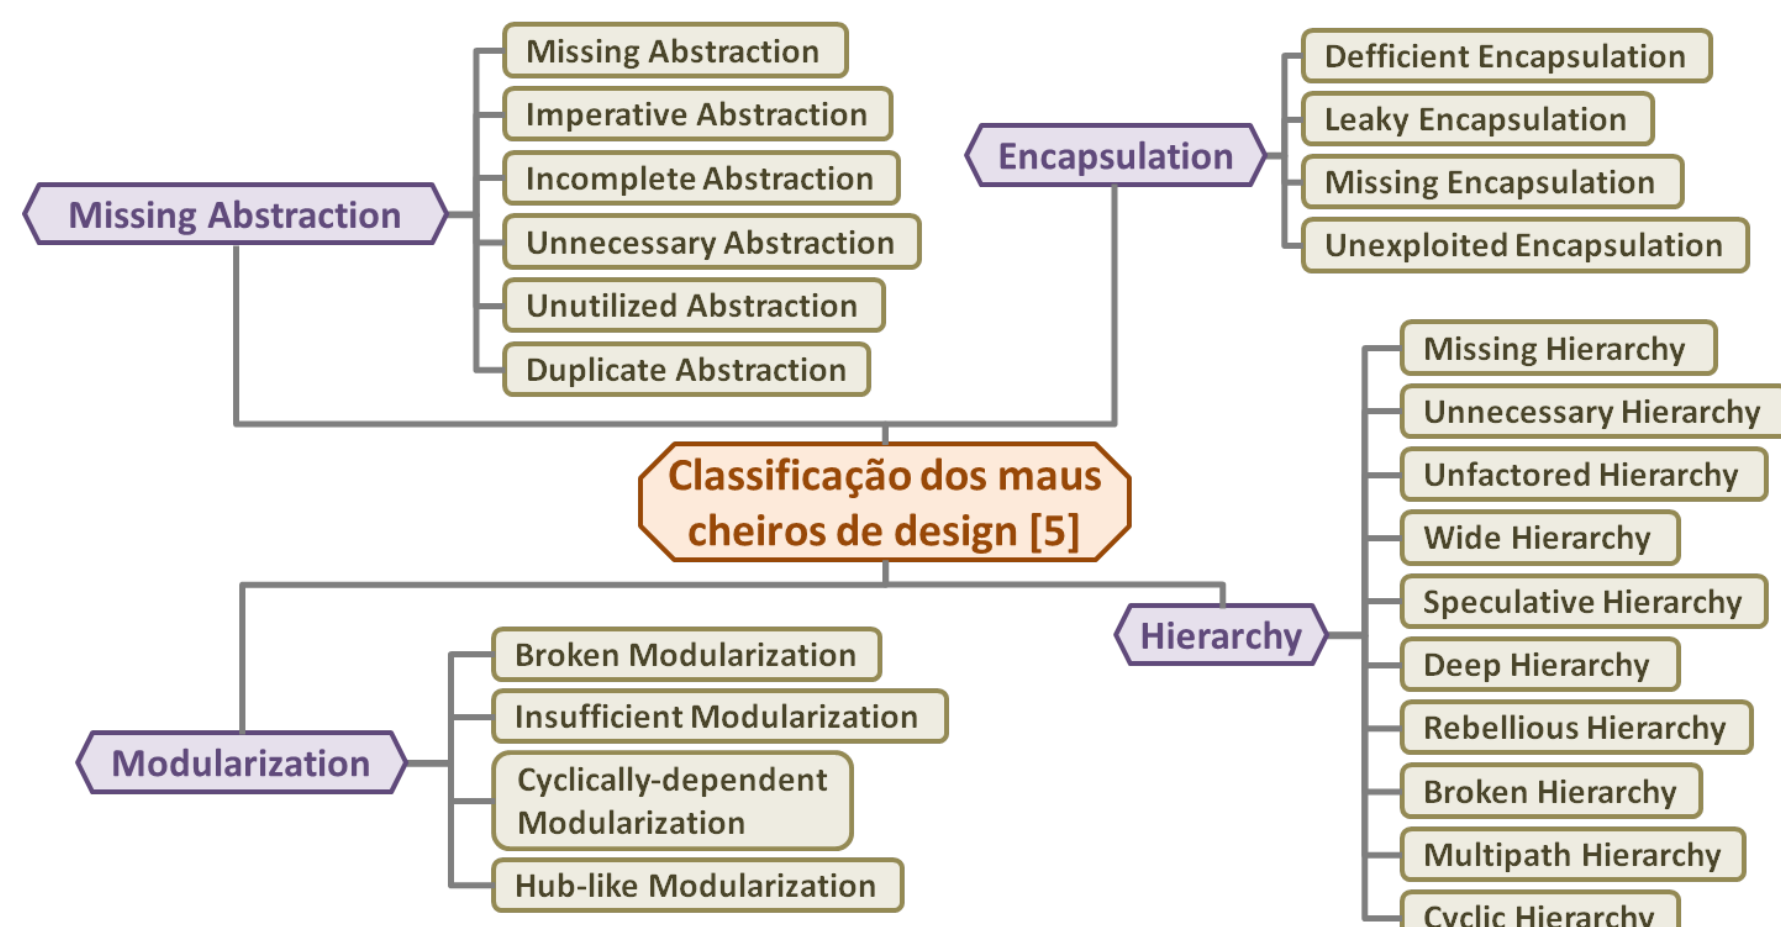 Missing Abstraction
Missing Abstraction
Imperative Abstraction
Incomplete Abstraction
Unnecessary Abstraction
Unutilized Abstraction
Duplicate Abstraction
Encapsulation
Defficient Encapsulation
Leaky Encapsulation
Missing Encapsulation
Unexploited Encapsulation
Classificação dos maus
cheiros de design [5]
Modularization
Broken Modularization
Insufficient Modularization
Cyclically-dependent
Modularization
Hub-like Modularization
Hierarchy
Missing Hierarchy
Unnecessary Hierarchy
Unfactored Hierarchy
Wide Hierarchy
Speculative Hierarchy
Deep Hierarchy
Rebellious Hierarchy
Broken Hierarchy
Multipath Hierarchy
Cyclic Hierarchy